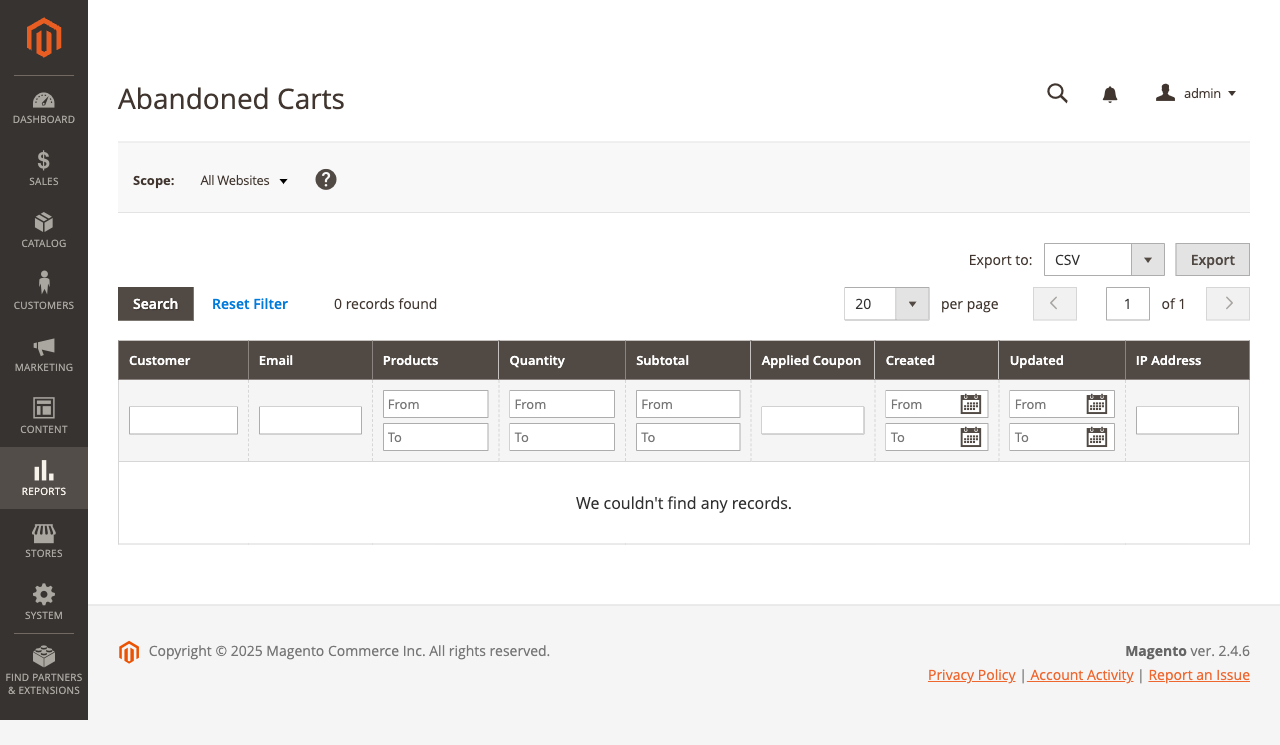 Abandoned Carts
admin
DASHBOARD
SALES
CATALOG
CUSTOMERS
MARKETING
CONTENT
REPORTS
STORES
SYSTEM
FIND PARTNERS
& EXTENSIONS
Scope: All Websites ?
Export to: CSV Export
Search Reset Filter 0 records found 20 per page 1 of 1
Customer Email Products Quantity Subtotal Applied Coupon Created Updated IP Address
From From From From From
To To To To To
We couldn't find any records.
Copyright © 2025 Magento Commerce Inc. All rights reserved. Magento ver. 2.4.6
Privacy Policy | Account Activity | Report an Issue